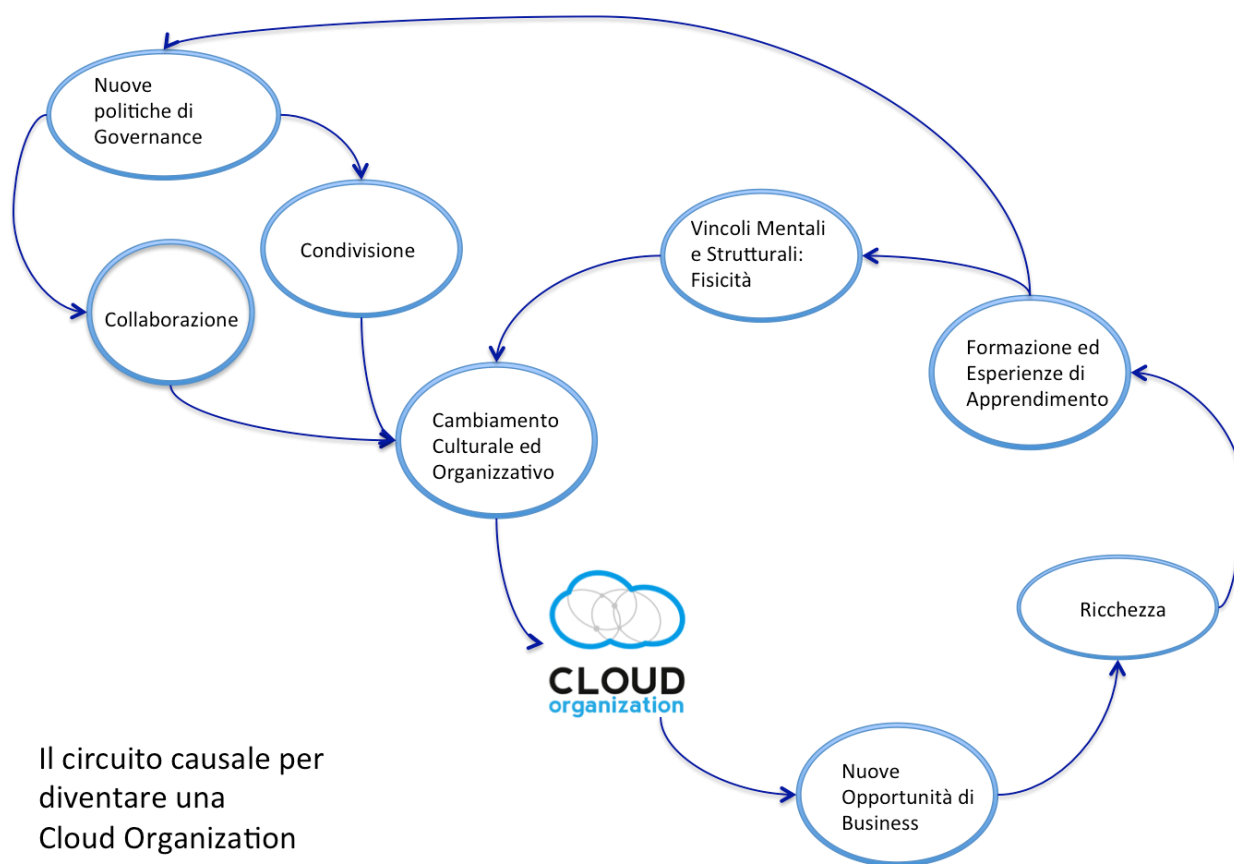 Nuove
politiche di
Governance
Condivisione
Collaborazione
Vincoli Mentali
e Strutturali:
Fisicità
Formazione ed
Esperienze di
Apprendimento
Cambiamento
Culturale ed
Organizzativo
CLOUD
organization
Ricchezza
Nuove
Opportunità di
Business
Il circuito causale per
diventare una
Cloud Organization